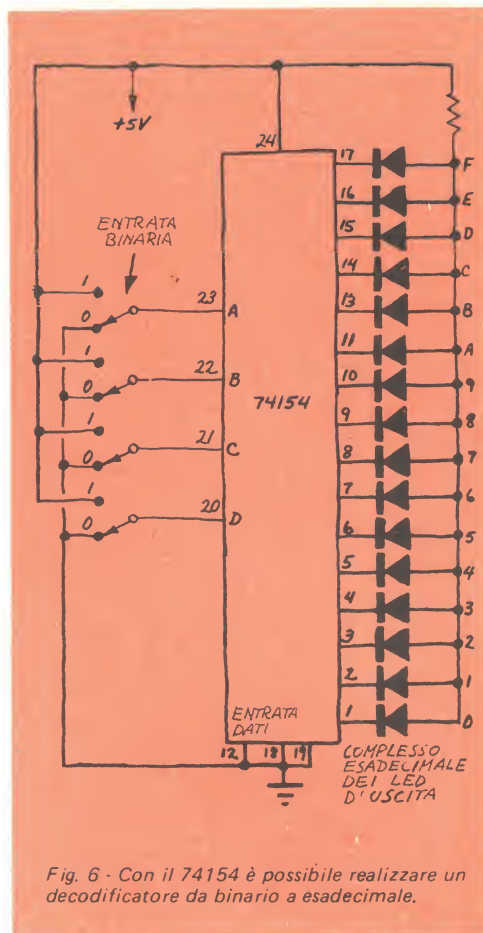 +5V
24
ENTRATA
BINARIA
1
0
23
A
1
0
22
B
1
0
21
C
1
0
20
D
74154
17
F
16
E
15
D
14
C
13
B
11
A
10
9
9
8
8
7
7
6
6
5
5
4
4
3
3
2
2
1
1
0
ENTRATA
DATI
12
18
19
COMPLESSO
ESADECIMALE
DEI LED
D'USCITA
Fig. 6 - Con il 74154 è possibile realizzare un
decodificatore da binario a esadecimale.